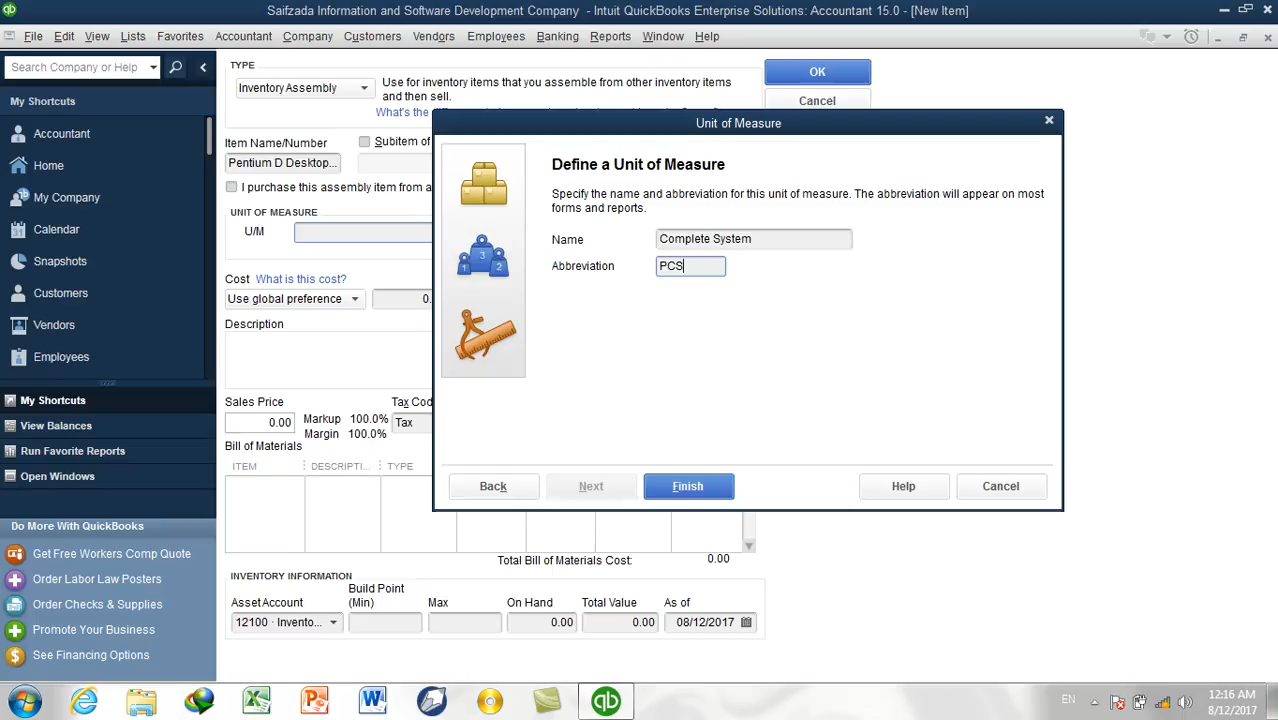 Saifzada Information and Software Development Company - Intuit QuickBooks Enterprise Solutions: Accountant 15.0 - [New Item]
File Edit View Lists Favorites Accountant Company Customers Vendors Employees Banking Reports Window Help
Search Company or Help
My Shortcuts
Accountant
Home
My Company
Calendar
Snapshots
Customers
Vendors
Employees
My Shortcuts
View Balances
Run Favorite Reports
Open Windows
Do More With QuickBooks
Get Free Workers Comp Quote
Order Labor Law Posters
Order Checks & Supplies
Promote Your Business
See Financing Options
TYPE
Inventory Assembly
Use for inventory items that you assemble from other inventory items
and then sell.
What's the
OK
Cancel
Item Name/Number
Subitem of
Pentium D Desktop...
I purchase this assembly item from a
UNIT OF MEASURE
U/M
Cost What is this cost?
Use global preference
0.
Description
Sales Price
0.00
Markup 100.0%
Margin 100.0%
Tax Cod
Tax
Bill of Materials
ITEM DESCRIPTI... TYPE
Total Bill of Materials Cost: 0.00
INVENTORY INFORMATION
Asset Account
Build Point
(Min)
Max
On Hand
Total Value
As of
12100 · Invento...
0.00
0.00
08/12/2017
Unit of Measure
Define a Unit of Measure
Specify the name and abbreviation for this unit of measure. The abbreviation will appear on most
forms and reports.
Name Complete System
Abbreviation PCS
1 3 2
Back Next Finish Help Cancel
EN
12:16 AM
8/12/2017